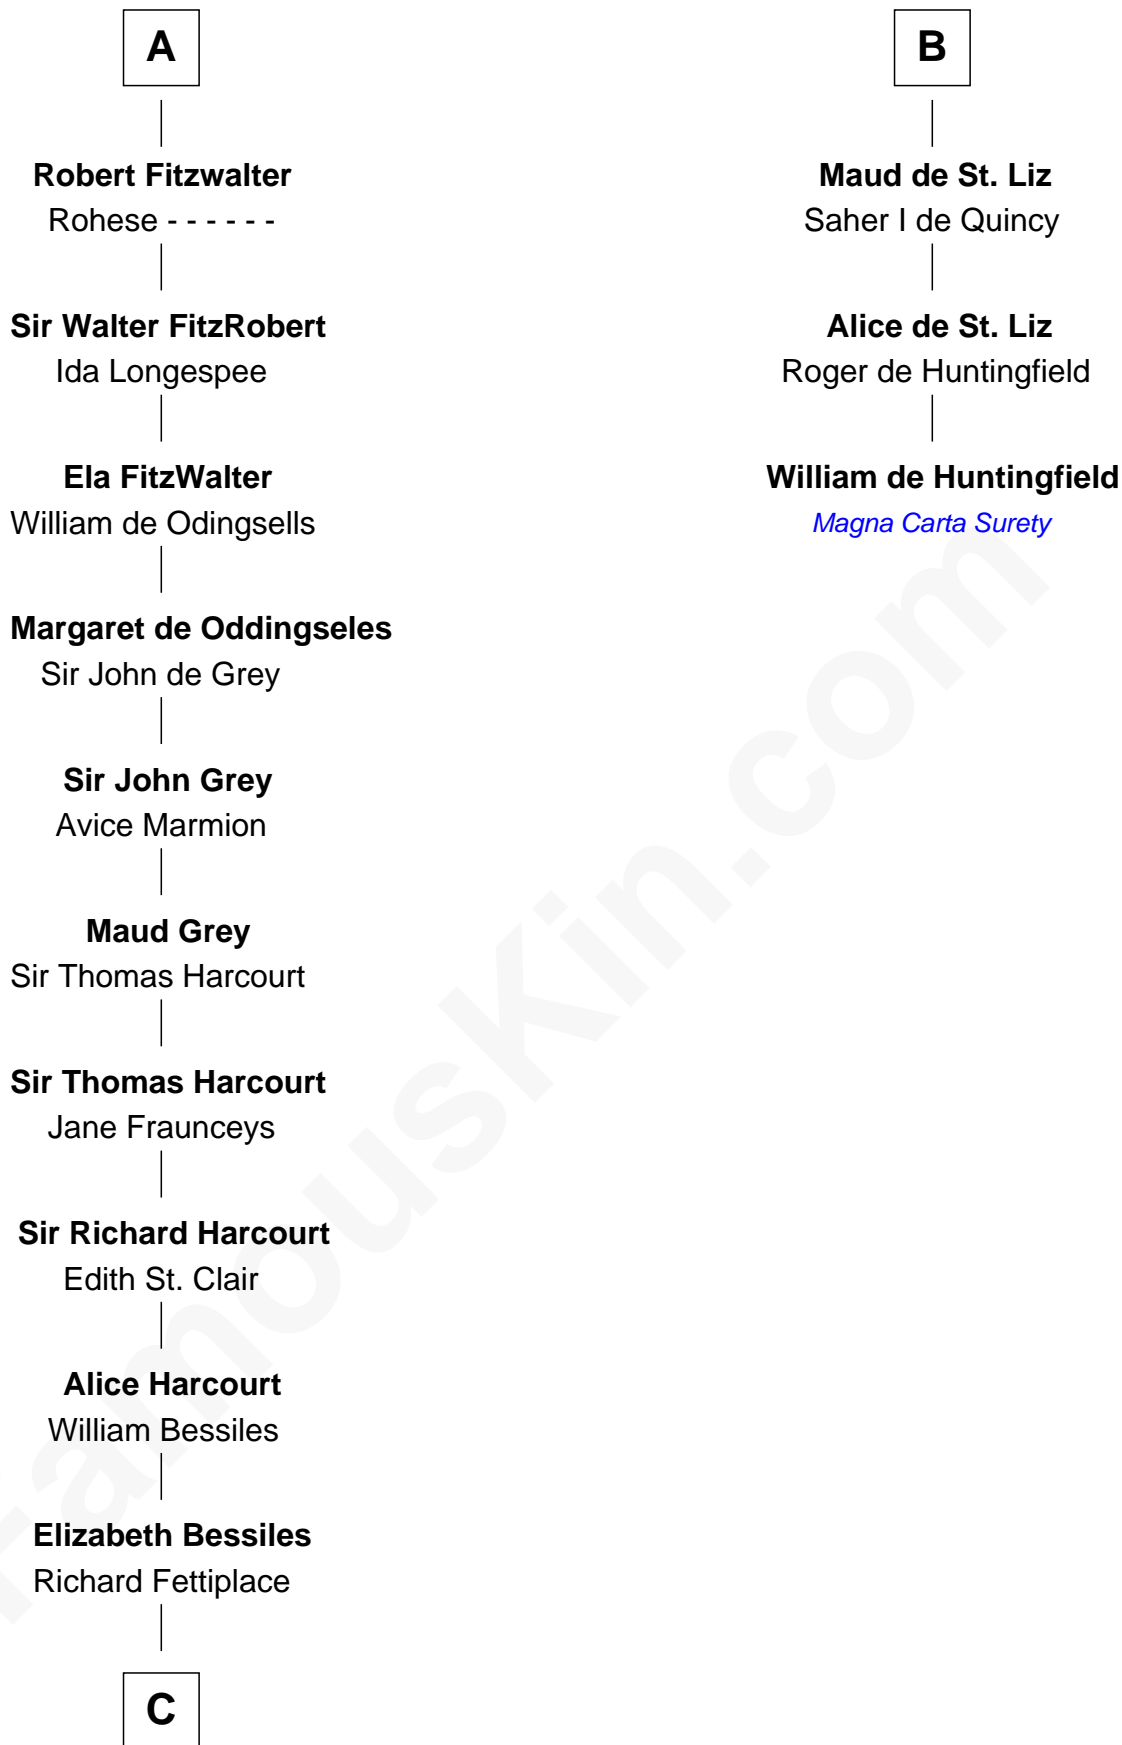 A
Robert Fitzwalter
Rohese - - - - - -
Sir Walter FitzRobert
Ida Longespee
Ela FitzWalter
William de Odingsells
Margaret de Oddingseles
Sir John de Grey
Sir John Grey
Avice Marmion
Maud Grey
Sir Thomas Harcourt
Sir Thomas Harcourt
Jane Fraunceys
Sir Richard Harcourt
Edith St. Clair
Alice Harcourt
William Bessiles
Elizabeth Bessiles
Richard Fettiplace
C
B
Maud de St. Liz
Saher I de Quincy
Alice de St. Liz
Roger de Huntingfield
William de Huntingfield
Magna Carta Surety
FamousKin.com